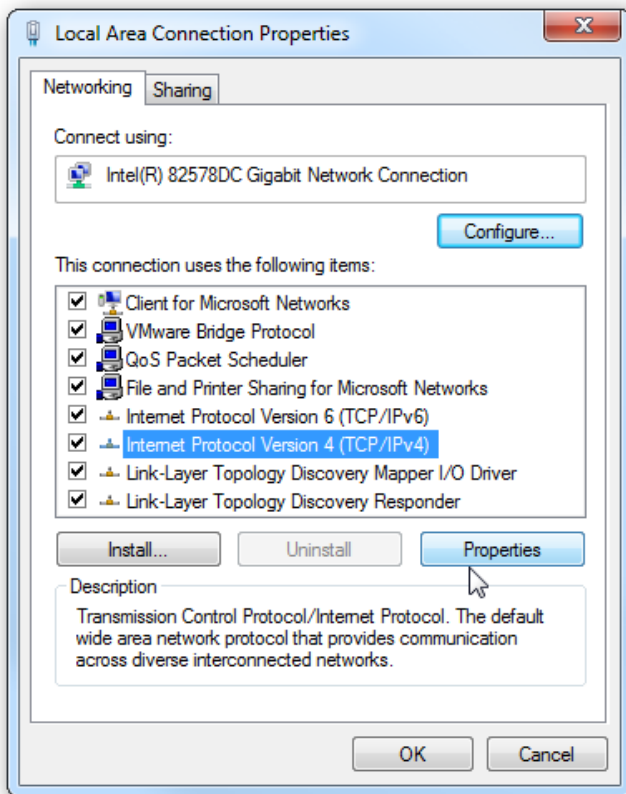 Local Area Connection Properties
Networking
Sharing
Connect using:
Intel(R) 82578DC Gigabit Network Connection
Configure...
This connection uses the following items:
Client for Microsoft Networks
VMware Bridge Protocol
QoS Packet Scheduler
File and Printer Sharing for Microsoft Networks
Internet Protocol Version 6 (TCP/IPv6)
Internet Protocol Version 4 (TCP/IPv4)
Link-Layer Topology Discovery Mapper I/O Driver
Link-Layer Topology Discovery Responder
Install...
Uninstall
Properties
Description
Transmission Control Protocol/Internet Protocol. The default
wide area network protocol that provides communication
across diverse interconnected networks.
OK
Cancel